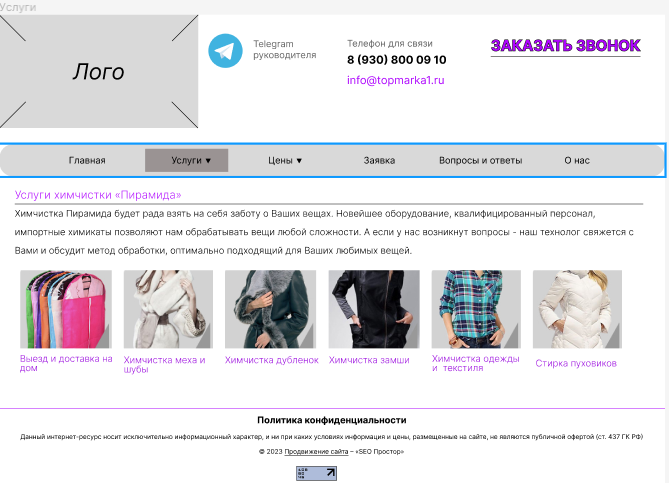 Услуги
Лого
Telegram
руководителя
Телефон для связи
8 (930) 800 09 10
info@topmarka1.ru
ЗАКАЗАТЬ ЗВОНОК
Главная Услуги ▼ Цены ▼ Заявка Вопросы и ответы О нас
Услуги химчистки «Пирамида»
Химчистка Пирамида будет рада взять на себя заботу о Ваших вещах. Новейшее оборудование, квалифицированный персонал,
импортные химикаты позволяют нам обрабатывать вещи любой сложности. А если у нас возникнут вопросы - наш технолог свяжется с
Вами и обсудит метод обработки, оптимально подходящий для Ваших любимых вещей.
Выезд и доставка на
дом
Химчистка меха и
шубы
Химчистка дубленок
Химчистка замши
Химчистка одежды
и текстиля
Стирка пуховиков
Политика конфиденциальности
Данный интернет-ресурс носит исключительно информационный характер, и ни при каких условиях информация и цены, размещенные на сайте, не являются публичной офертой (ст. 437 ГК РФ)
© 2023 Продвижение сайта – «SEO Простор»